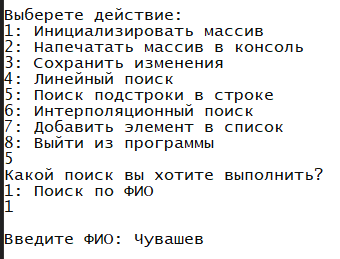 Выберете действие:
1: Инициализировать массив
2: Напечатать массив в консоль
3: Сохранить изменения
4: Линейный поиск
5: Поиск подстроки в строке
6: Интерполяционный поиск
7: Добавить элемент в список
8: Выйти из программы
5
Какой поиск вы хотите выполнить?
1: Поиск по ФИО
1
Введите ФИО: Чувашев